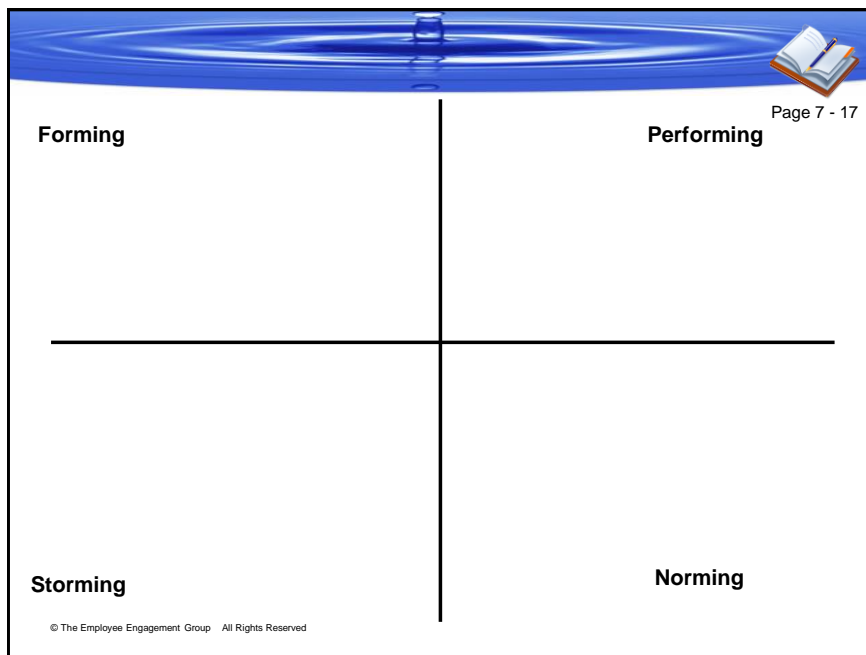 Page 7 - 17
Forming
Performing
Storming
Norming
© The Employee Engagement Group All Rights Reserved